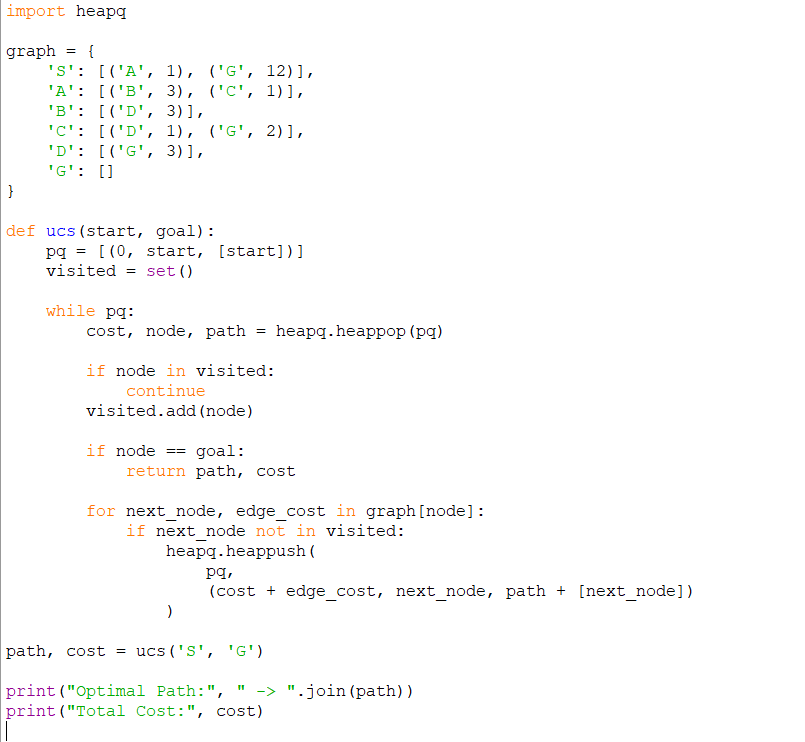 import heapq

graph = {
    'S': [('A', 1), ('G', 12)],
    'A': [('B', 3), ('C', 1)],
    'B': [('D', 3)],
    'C': [('D', 1), ('G', 2)],
    'D': [('G', 3)],
    'G': []
}

def ucs(start, goal):
    pq = [(0, start, [start])]
    visited = set()

    while pq:
        cost, node, path = heapq.heappop(pq)

        if node in visited:
            continue
        visited.add(node)

        if node == goal:
            return path, cost

        for next_node, edge_cost in graph[node]:
            if next_node not in visited:
                heapq.heappush(
                    pq,
                    (cost + edge_cost, next_node, path + [next_node])
                )

path, cost = ucs('S', 'G')

print("Optimal Path:", " -> ".join(path))
print("Total Cost:", cost)